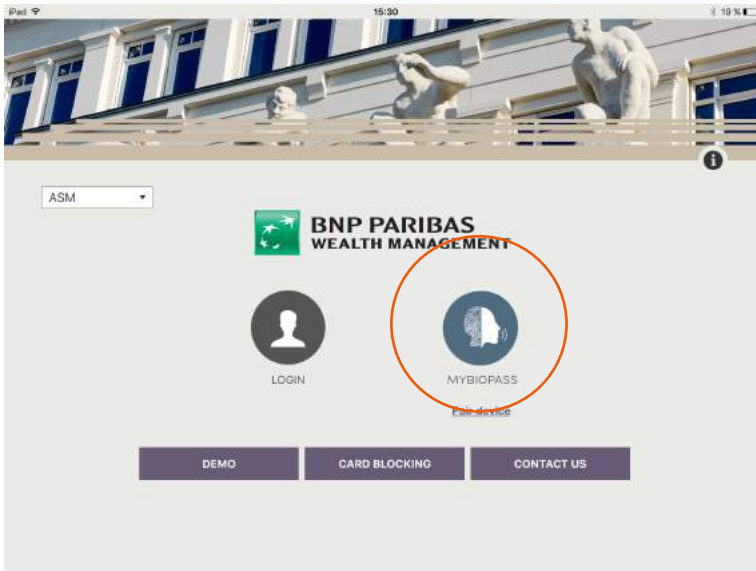 iPad 15:30 19 %
i
ASM
BNP PARIBAS
WEALTH MANAGEMENT
LOGIN MYBIOPASS
Pair device
DEMO CARD BLOCKING CONTACT US